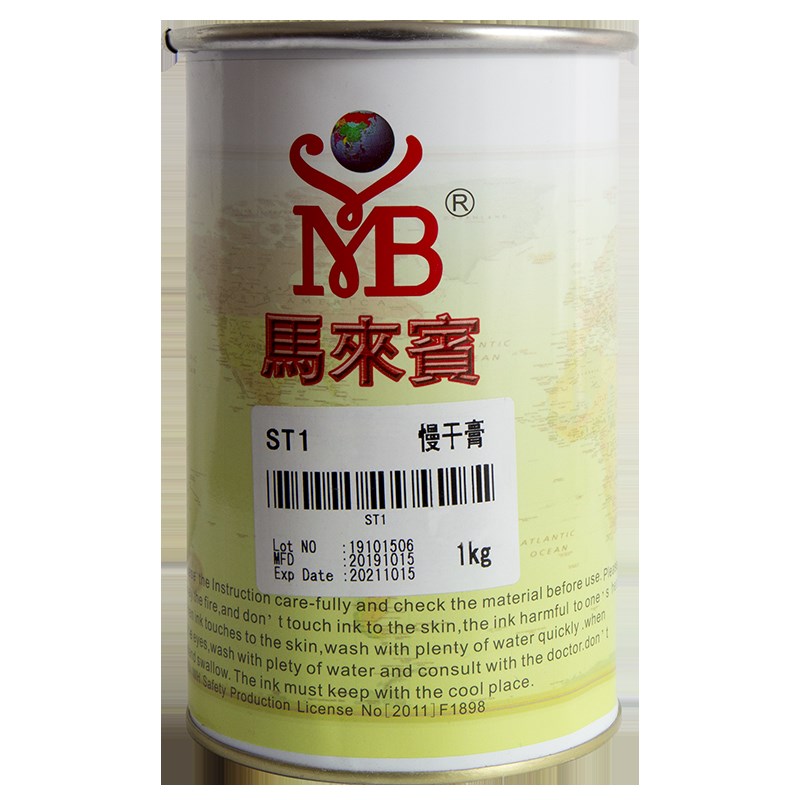 MB®
馬來賓
ST1 慢干膏
ST1
Lot NO :19101506
MFD :20191015
Exp Date :20211015
1kg
ATLANTIC
OCEAN
the Instruction care-fully and check the material before use.
the fire,and don't touch ink to the skin,the ink harmful to one's
ink touches to the skin,wash with plenty of water quickly .when
eyes,wash with plety of water and consult with the doctor.don't
swallow. The ink must keep with the cool place.
Safety Production License No[2011]F1898